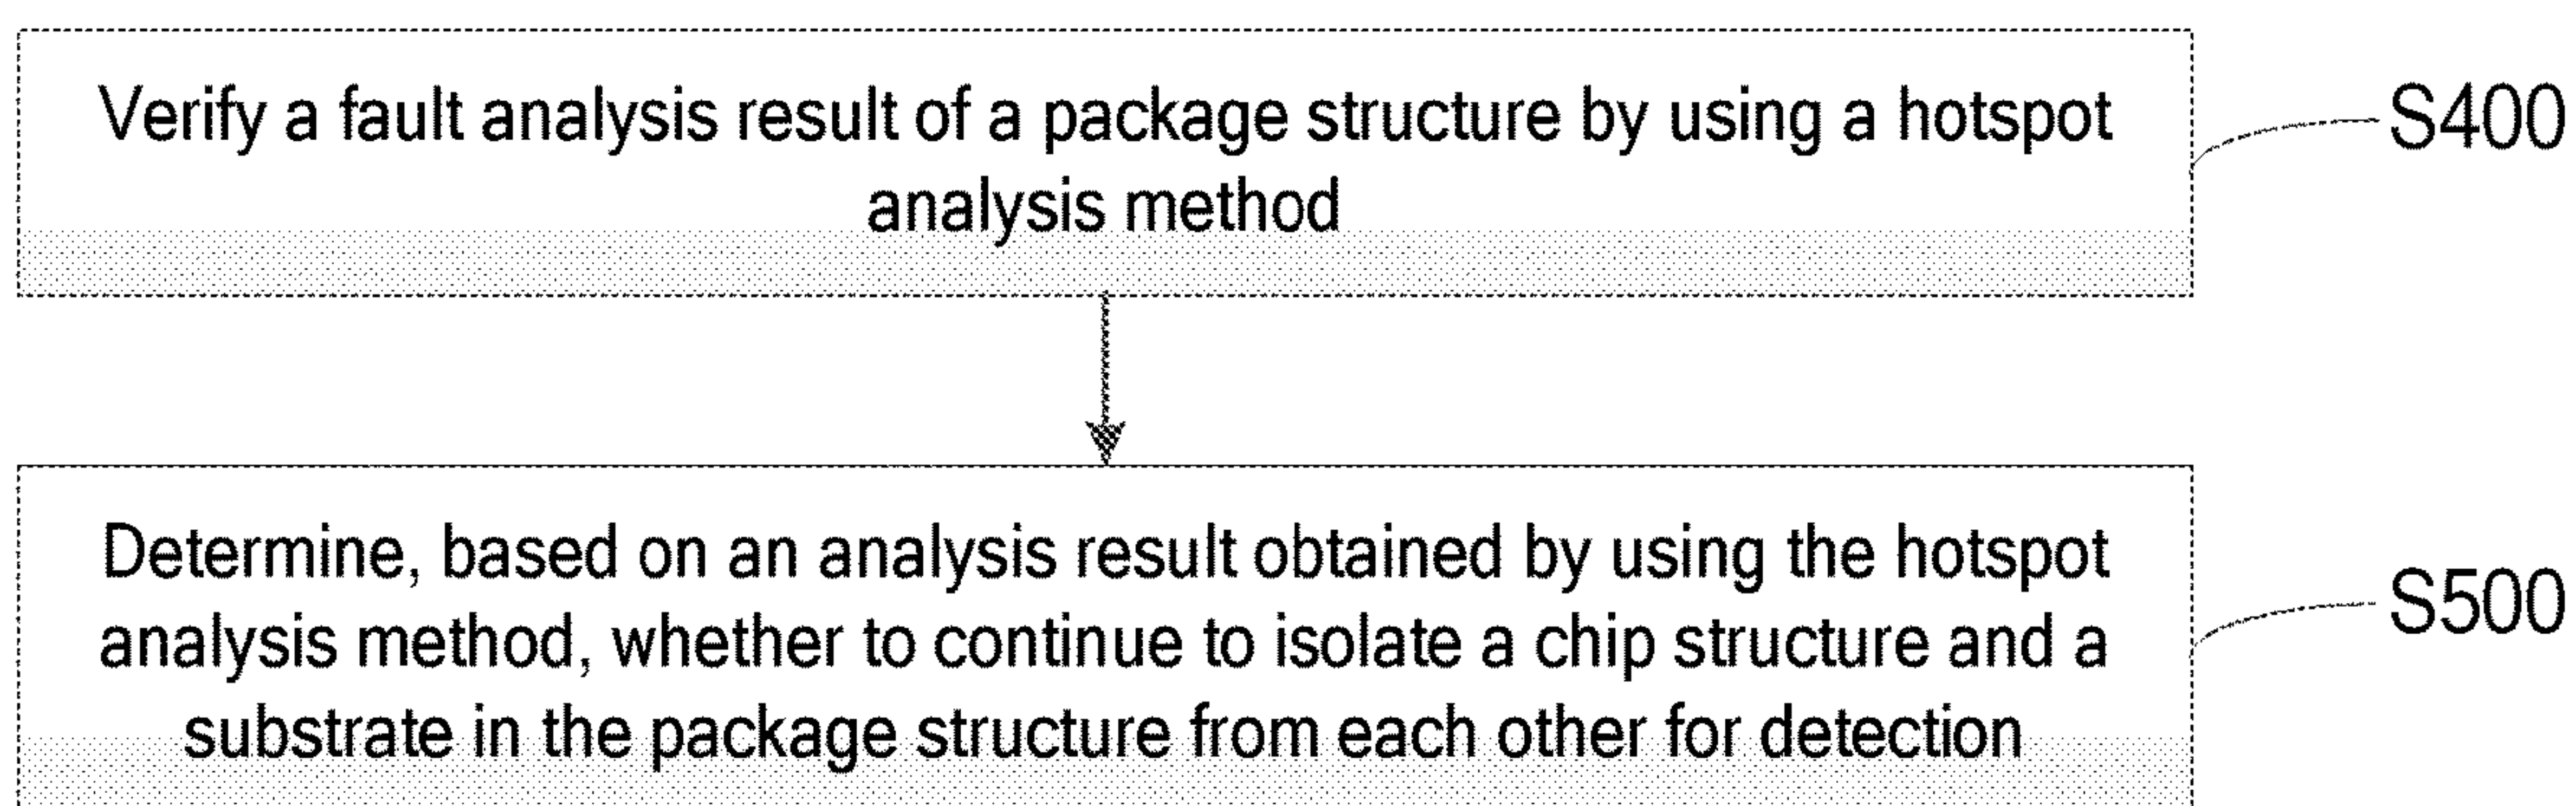 Verify a fault analysis result of a package structure by using a hotspot
analysis method
S400
Determine, based on an analysis result obtained by using the hotspot
analysis method, whether to continue to isolate a chip structure and a
substrate in the package structure from each other for detection
S500